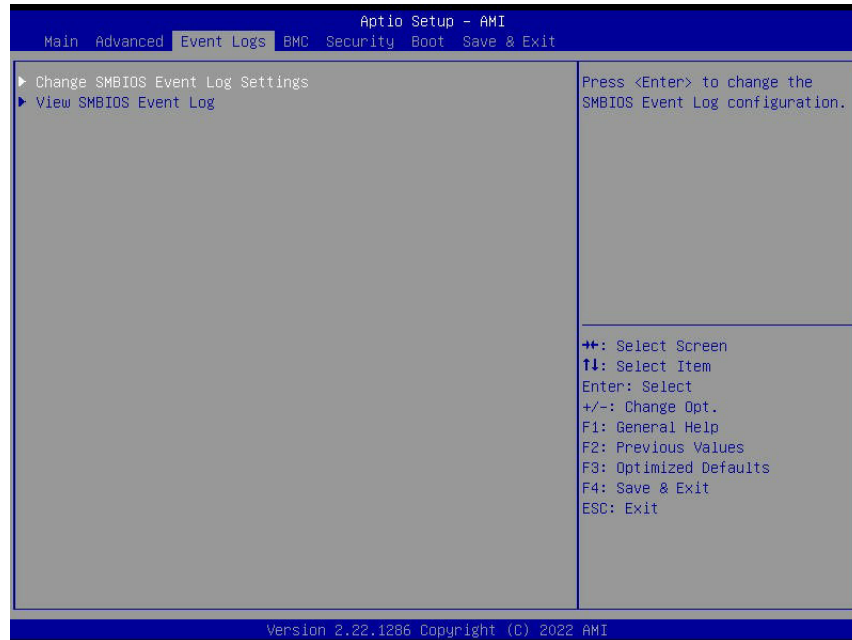 Aptio Setup – AMI
Main Advanced Event Logs BMC Security Boot Save & Exit
▶ Change SMBIOS Event Log Settings
▶ View SMBIOS Event Log
Press <Enter> to change the
SMBIOS Event Log configuration.
→←: Select Screen
↑↓: Select Item
Enter: Select
+/-: Change Opt.
F1: General Help
F2: Previous Values
F3: Optimized Defaults
F4: Save & Exit
ESC: Exit
Version 2.22.1286 Copyright (C) 2022 AMI